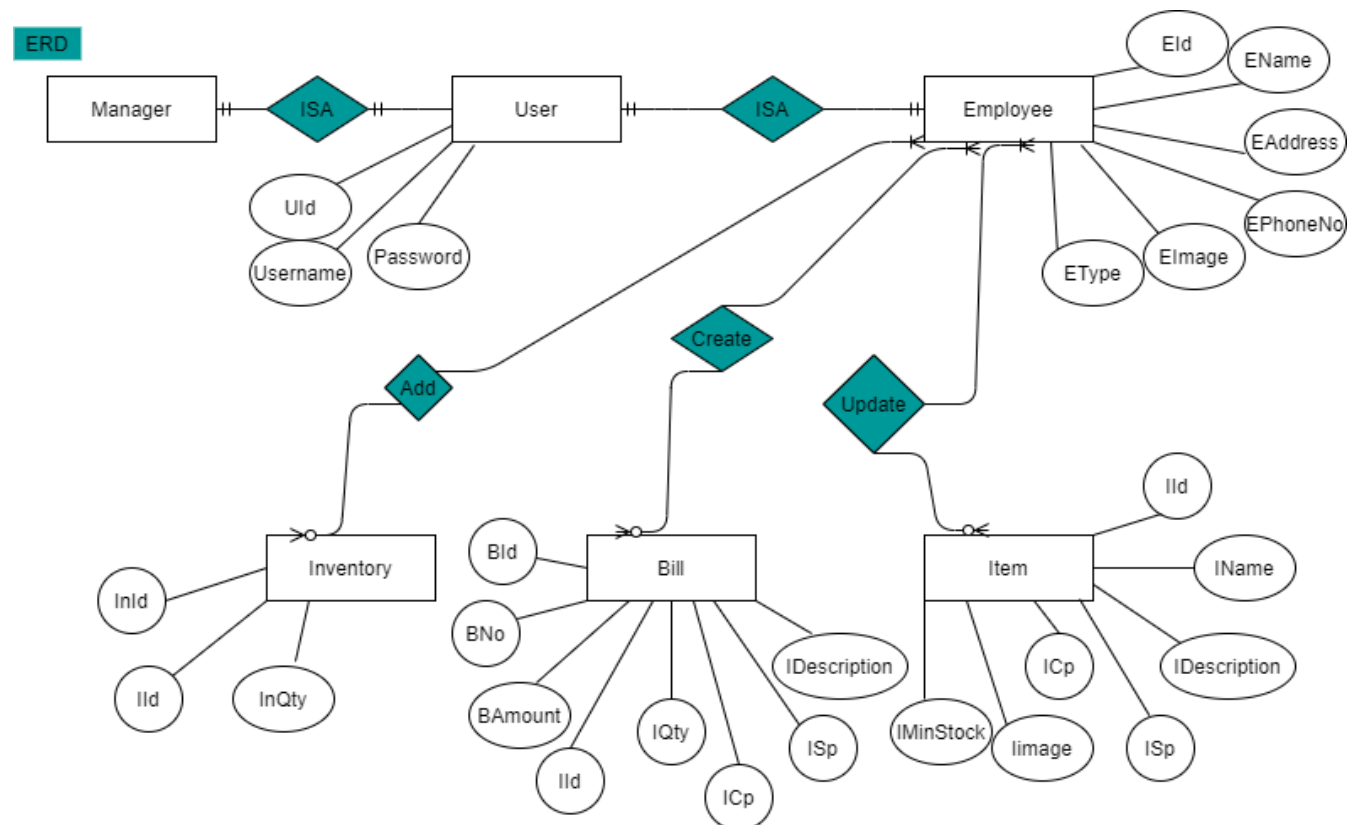 ERD
Manager
ISA
User
ISA
Employee
EId
EName
EAddress
EPhoneNo
EImage
EType
UId
Username
Password
Add
Create
Update
Inventory
InId
IId
InQty
Bill
BId
BNo
BAmount
IId
IQty
ICp
ISp
IDescription
Item
IId
IName
IDescription
ISp
ICp
Iimage
IMinStock